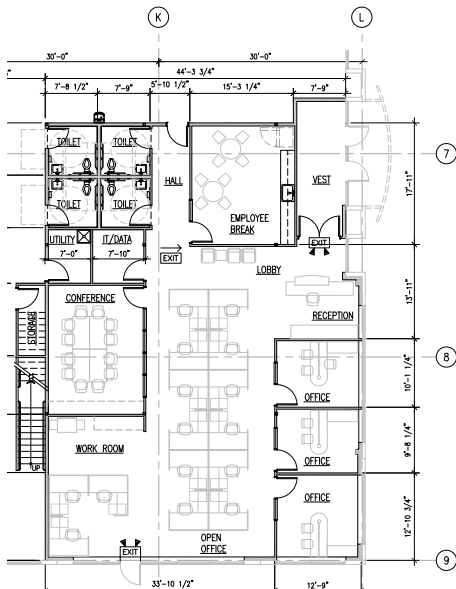 K
L
30'-0"
30'-0"
44'-3 3/4"
7'-8 1/2"
7'-9"
5'-10 1/2"
15'-3 1/4"
7'-9"
TOILET
TOILET
7
HALL
VEST
17'-11"
TOILET
TOILET
EMPLOYEE
BREAK
UTILITY
IT/DATA
EXIT
7'-0"
7'-10"
EXIT
LOBBY
13'-11"
CONFERENCE
STORAGE
RECEPTION
8
10'-1 1/4"
OFFICE
WORK ROOM
OFFICE
9'-8 1/4"
UP
OFFICE
12'-10 3/4"
OPEN
OFFICE
EXIT
9
33'-10 1/2"
12'-9"